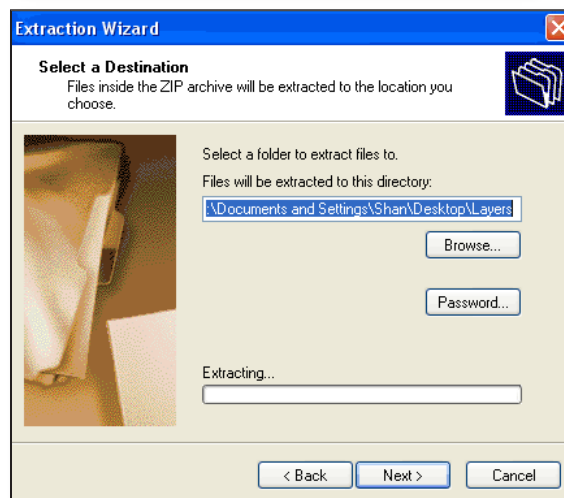 Extraction Wizard
Select a Destination
Files inside the ZIP archive will be extracted to the location you
choose.
Select a folder to extract files to.
Files will be extracted to this directory:
:\Documents and Settings\Shan\Desktop\Layers
Browse...
Password...
Extracting...
< Back Next > Cancel